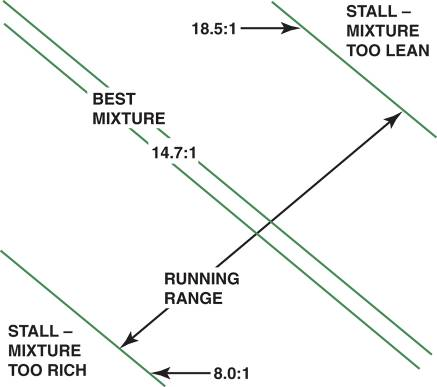 18.5:1
STALL –
MIXTURE
TOO LEAN
BEST
MIXTURE
14.7:1
RUNNING
RANGE
STALL –
MIXTURE
TOO RICH
8.0:1